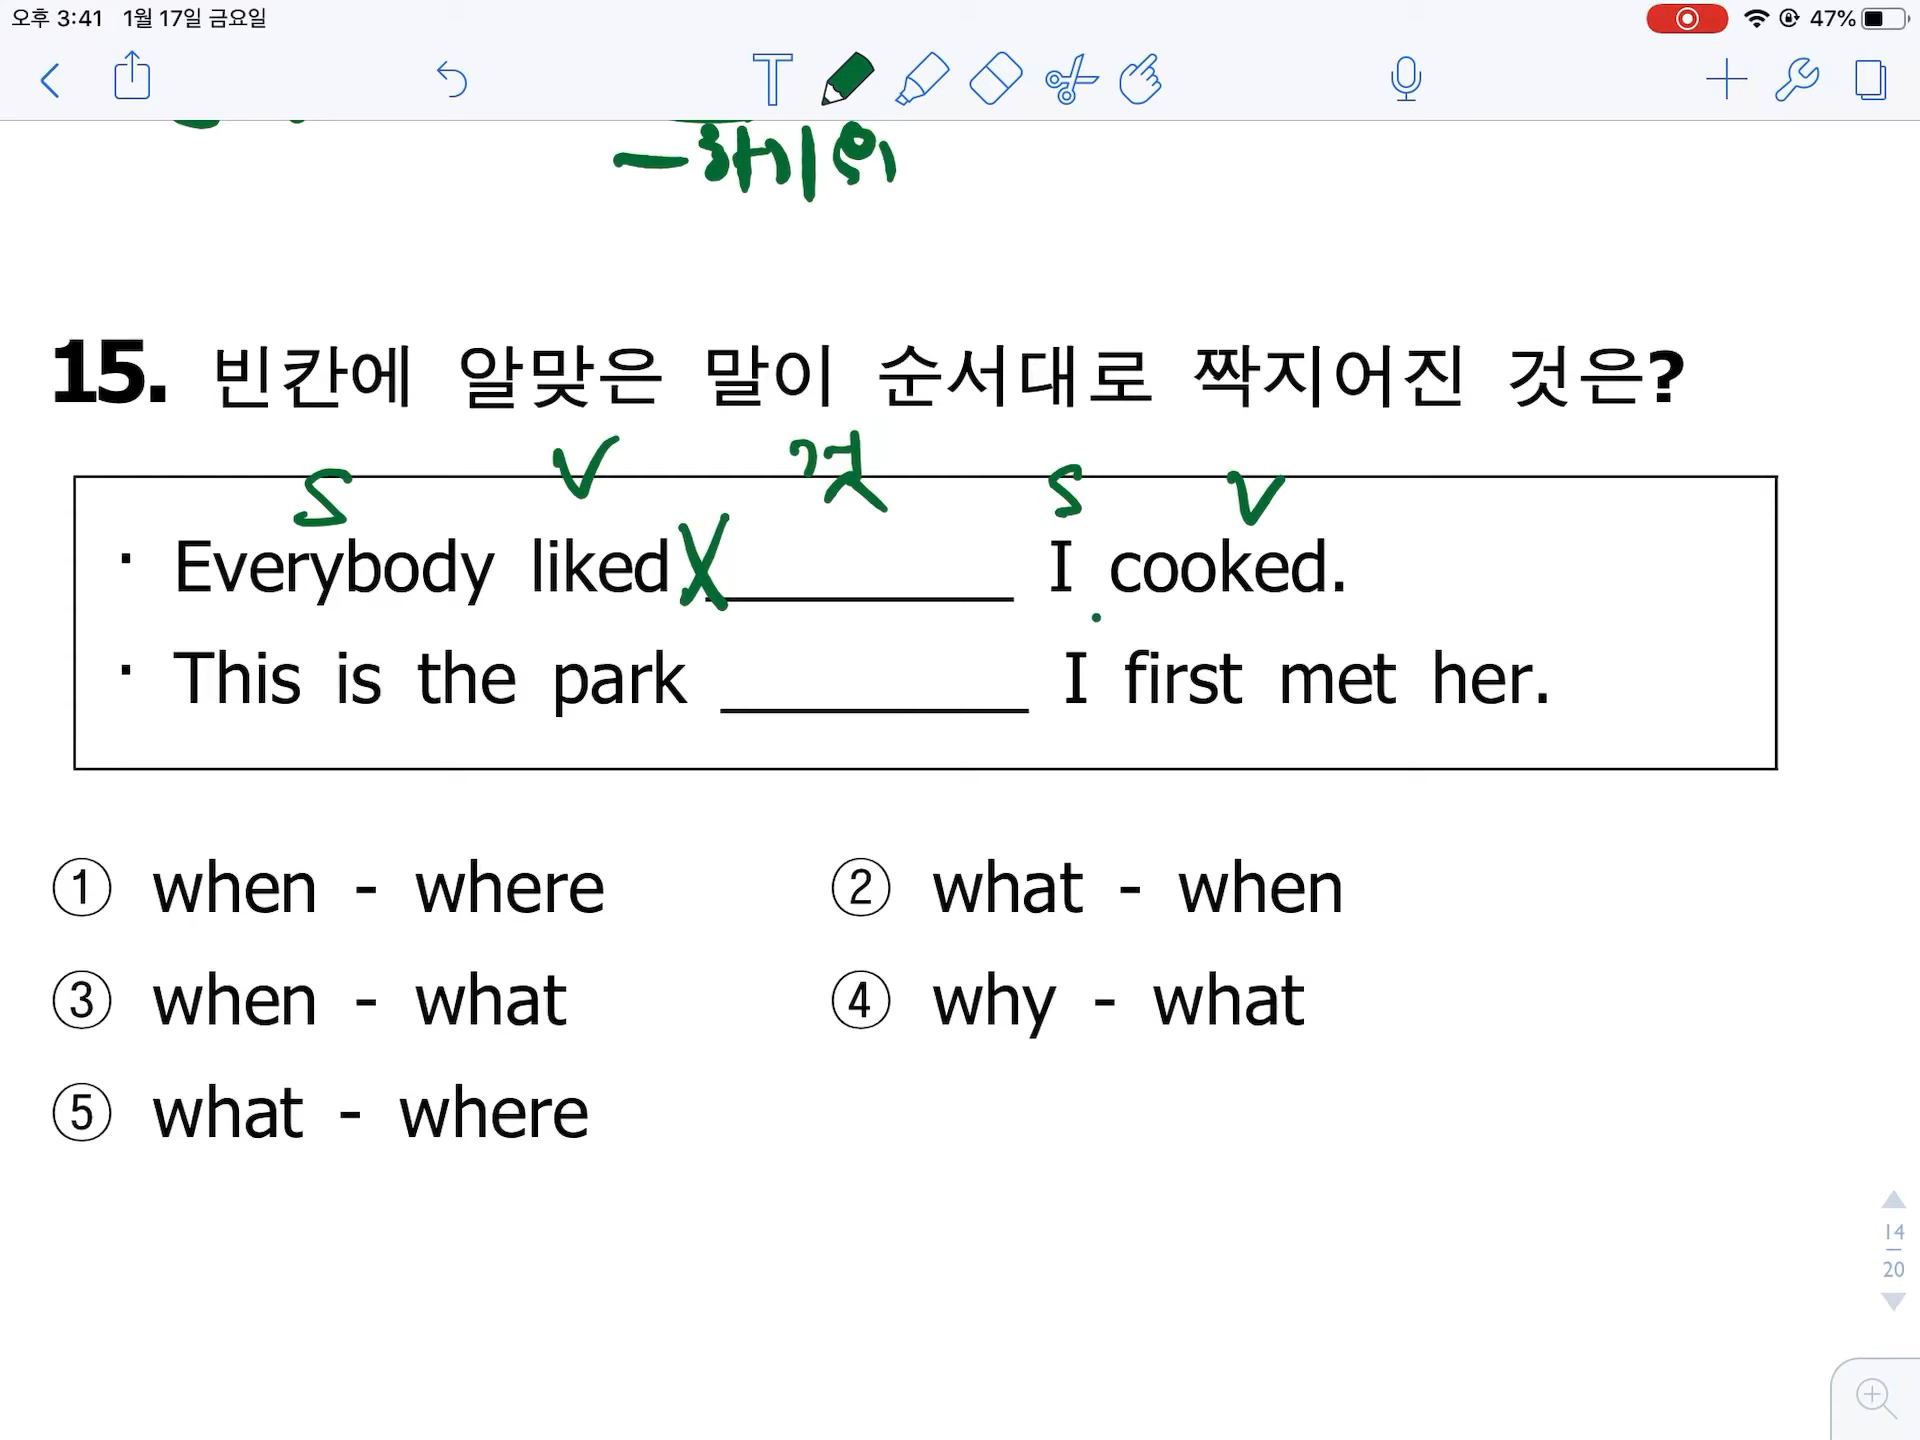 오후 3:41 1월 17일 금요일 47%
T
-하기 위
15. 빈칸에 알맞은 말이 순서대로 짝지어진 것은?
S V 것 S V
· Everybody liked X ________ I cooked.
· This is the park ________ I first met her.
① when - where ② what - when
③ when - what ④ why - what
⑤ what - where
14
20